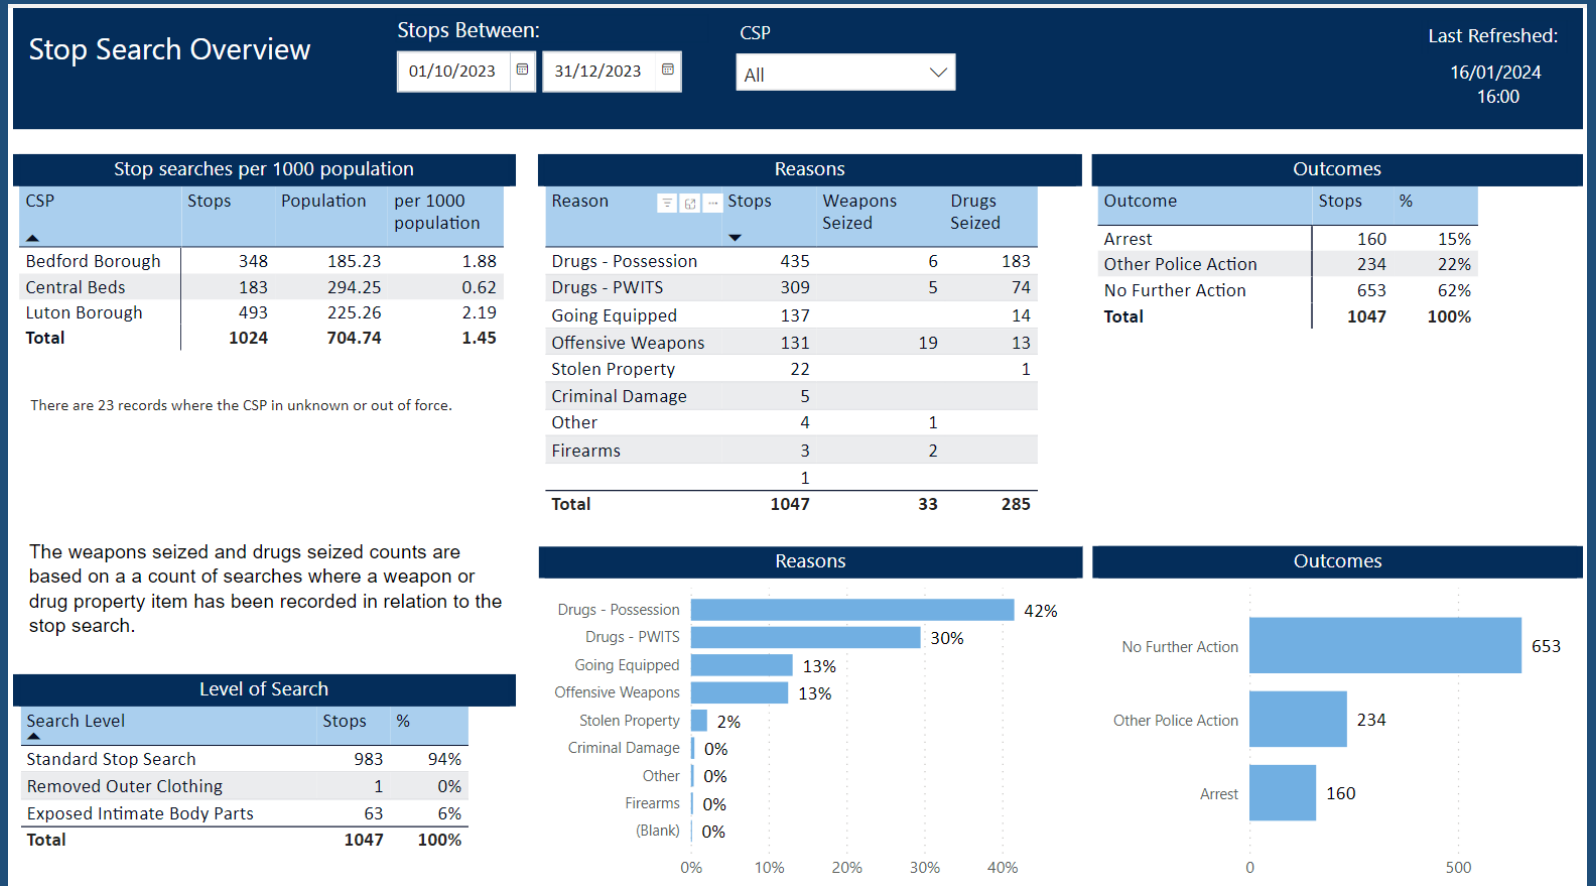 Stop Search Overview
Stops Between:
01/10/2023 31/12/2023
CSP
All
Last Refreshed:
16/01/2024
16:00
Stop searches per 1000 population
CSP Stops Population per 1000 population
Bedford Borough 348 185.23 1.88
Central Beds 183 294.25 0.62
Luton Borough 493 225.26 2.19
Total 1024 704.74 1.45
There are 23 records where the CSP in unknown or out of force.
The weapons seized and drugs seized counts are
based on a a count of searches where a weapon or
drug property item has been recorded in relation to the
stop search.
Level of Search
Search Level Stops %
Standard Stop Search 983 94%
Removed Outer Clothing 1 0%
Exposed Intimate Body Parts 63 6%
Total 1047 100%
Reasons
Reason Stops Weapons Seized Drugs Seized
Drugs - Possession 435 6 183
Drugs - PWITS 309 5 74
Going Equipped 137 14
Offensive Weapons 131 19 13
Stolen Property 22 1
Criminal Damage 5
Other 4 1
Firearms 3 2
1
Total 1047 33 285
Reasons
Drugs - Possession 42%
Drugs - PWITS 30%
Going Equipped 13%
Offensive Weapons 13%
Stolen Property 2%
Criminal Damage 0%
Other 0%
Firearms 0%
(Blank) 0%
0% 10% 20% 30% 40%
Outcomes
Outcome Stops %
Arrest 160 15%
Other Police Action 234 22%
No Further Action 653 62%
Total 1047 100%
Outcomes
No Further Action 653
Other Police Action 234
Arrest 160
0 500